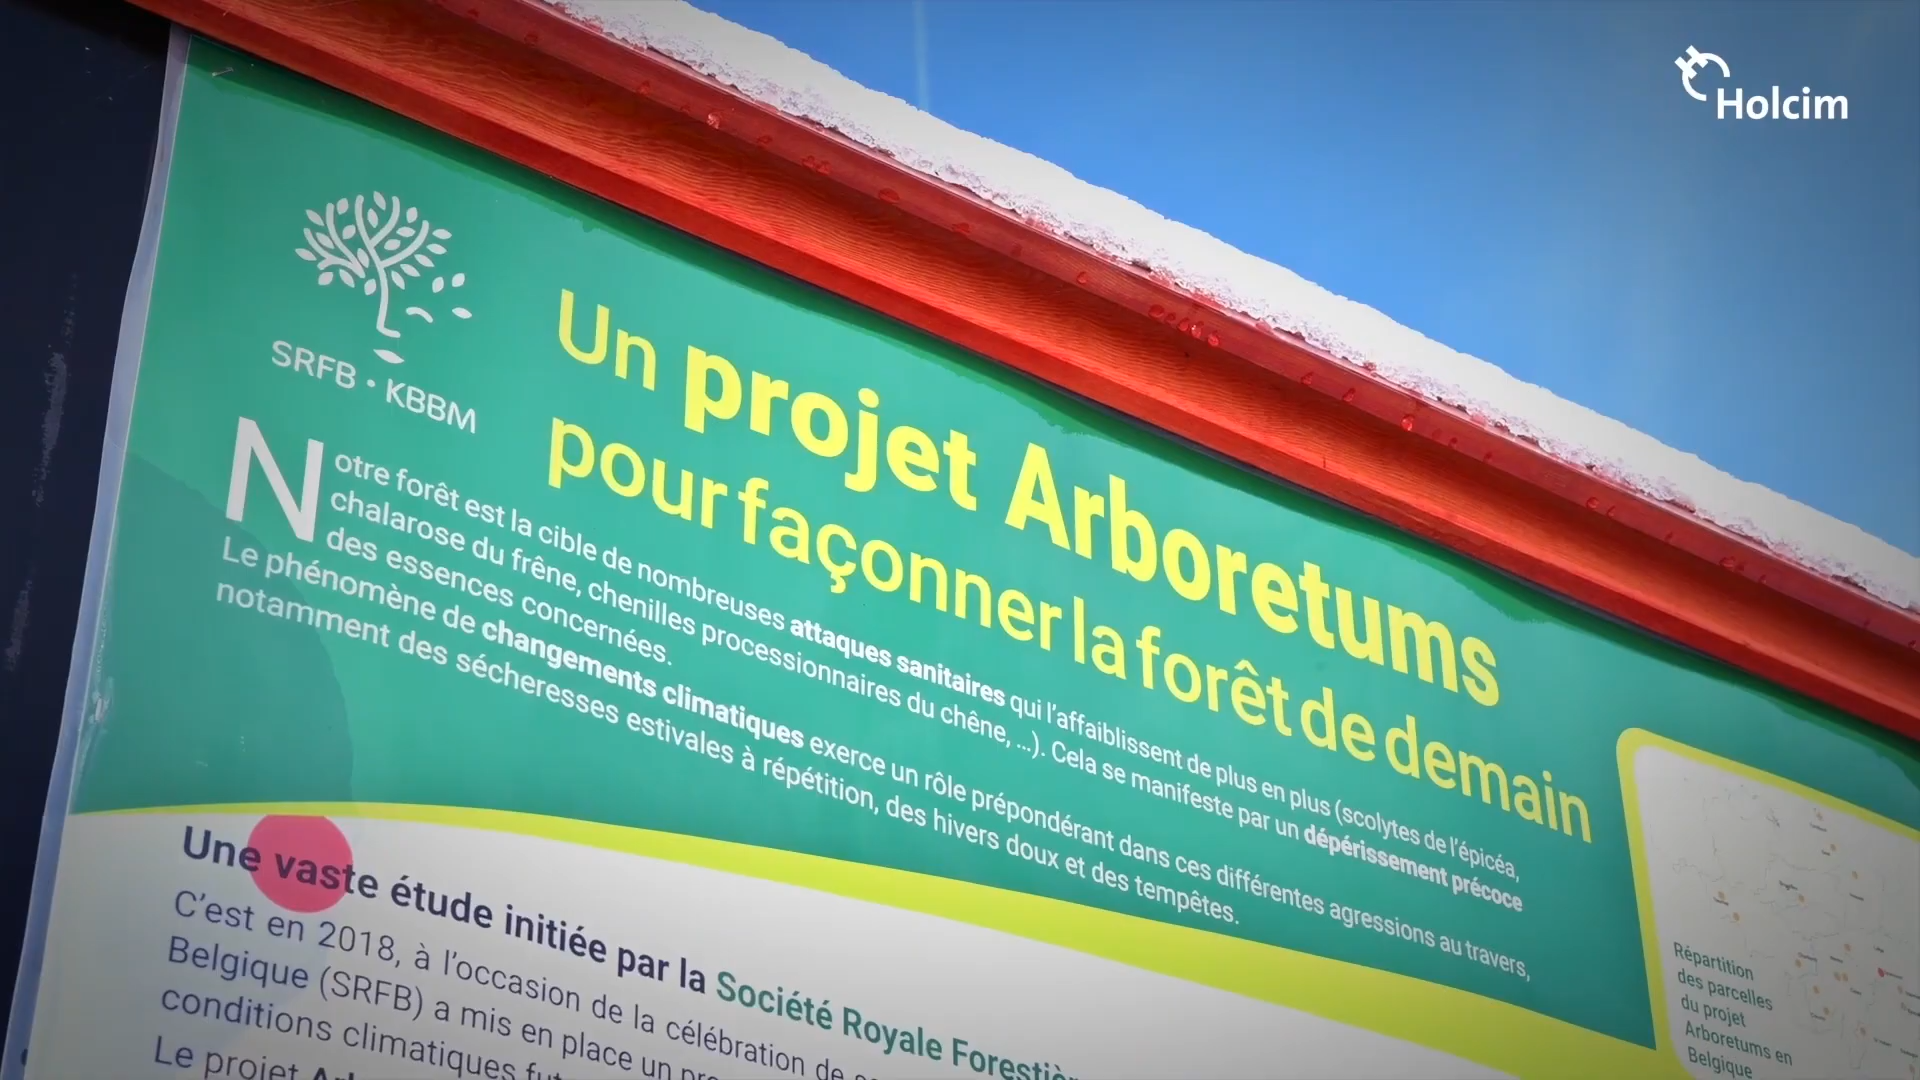 Holcim
SRFB • KBBM
Un projet Arboretums
pour façonner la forêt de demain
Notre forêt est la cible de nombreuses attaques sanitaires qui l'affaiblissent de plus en plus (scolytes de l'épicéa,
chalarose du frêne, chenilles processionnaires du chêne, ...). Cela se manifeste par un dépérissement précoce
des essences concernées.
Le phénomène de changements climatiques exerce un rôle prépondérant dans ces différentes agressions au travers,
notamment des sécheresses estivales à répétition, des hivers doux et des tempêtes.
Une vaste étude initiée par la Société Royale
C'est en 2018, à l'occasion de la célébration de
Belgique (SRFB) a mis en place un
conditions climatiques
Le projet
Répartition
des parcelles
du projet
Arboretums en
Belgique